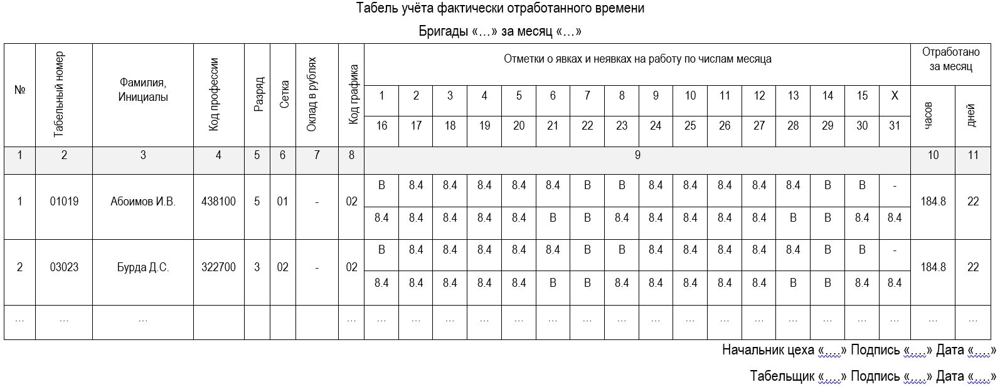 Табель учёта фактически отработанного времени
Бригады «…» за месяц «…»
№ Табельный номер Фамилия, Инициалы Код профессии Разряд Сетка Оклад в рублях Код графика Отметки о явках и неявках на работу по числам месяца Отработано за месяц
1 2 3 4 5 6 7 8 9 10 11 12 13 14 15 X часов дней
16 17 18 19 20 21 22 23 24 25 26 27 28 29 30 31
1 2 3 4 5 6 7 8 9 10 11
1 01019 Абоимов И.В. 438100 5 01 - 02 В 8.4 8.4 8.4 8.4 8.4 В В 8.4 8.4 8.4 8.4 8.4 В В - 184.8 22
8.4 8.4 8.4 8.4 8.4 В В 8.4 8.4 8.4 8.4 8.4 В В 8.4 8.4
2 03023 Бурда Д.С. 322700 3 02 - 02 В 8.4 8.4 8.4 8.4 8.4 В В 8.4 8.4 8.4 8.4 8.4 В В - 184.8 22
8.4 8.4 8.4 8.4 8.4 В В 8.4 8.4 8.4 8.4 8.4 В В 8.4 8.4
… … … … … … … … … … … … … … … … … … … … … …
Начальник цеха «….» Подпись «….» Дата «….»
Табельщик «….» Подпись «….» Дата «….»